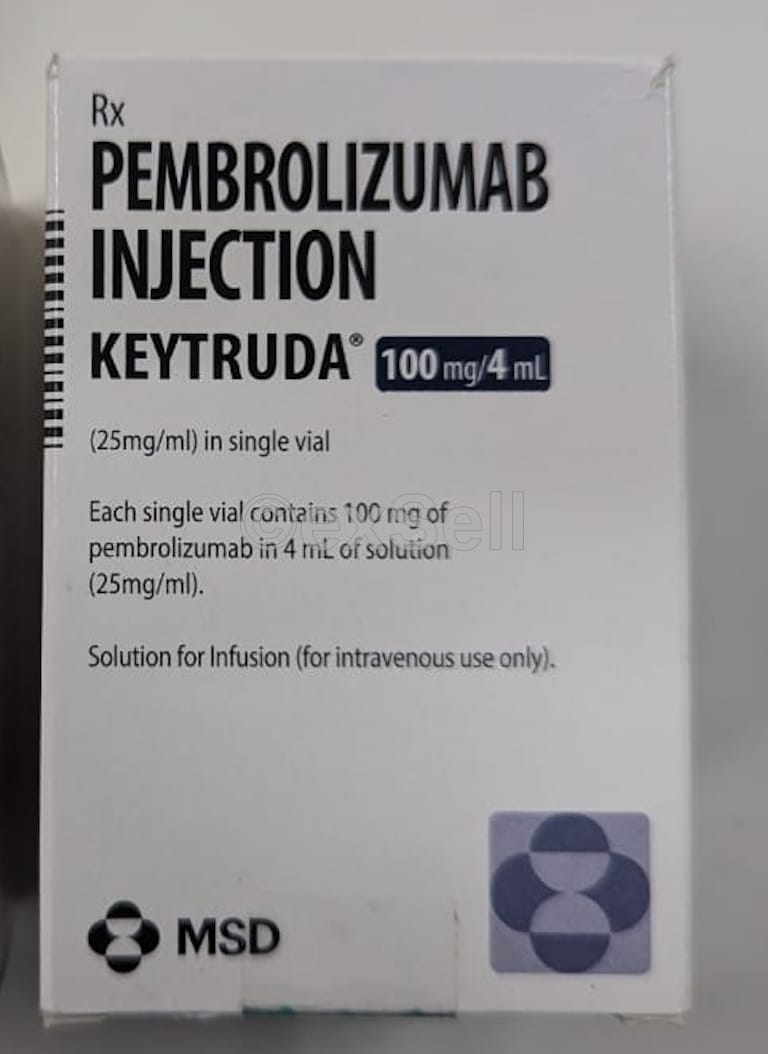 Rx
PEMBROLIZUMAB
INJECTION
KEYTRUDA® 100 mg/4 mL
(25mg/ml) in single vial
Each single vial contains 100 mg of
pembrolizumab in 4 mL of solution
(25mg/ml).
©exSell
Solution for Infusion (for intravenous use only).
MSD